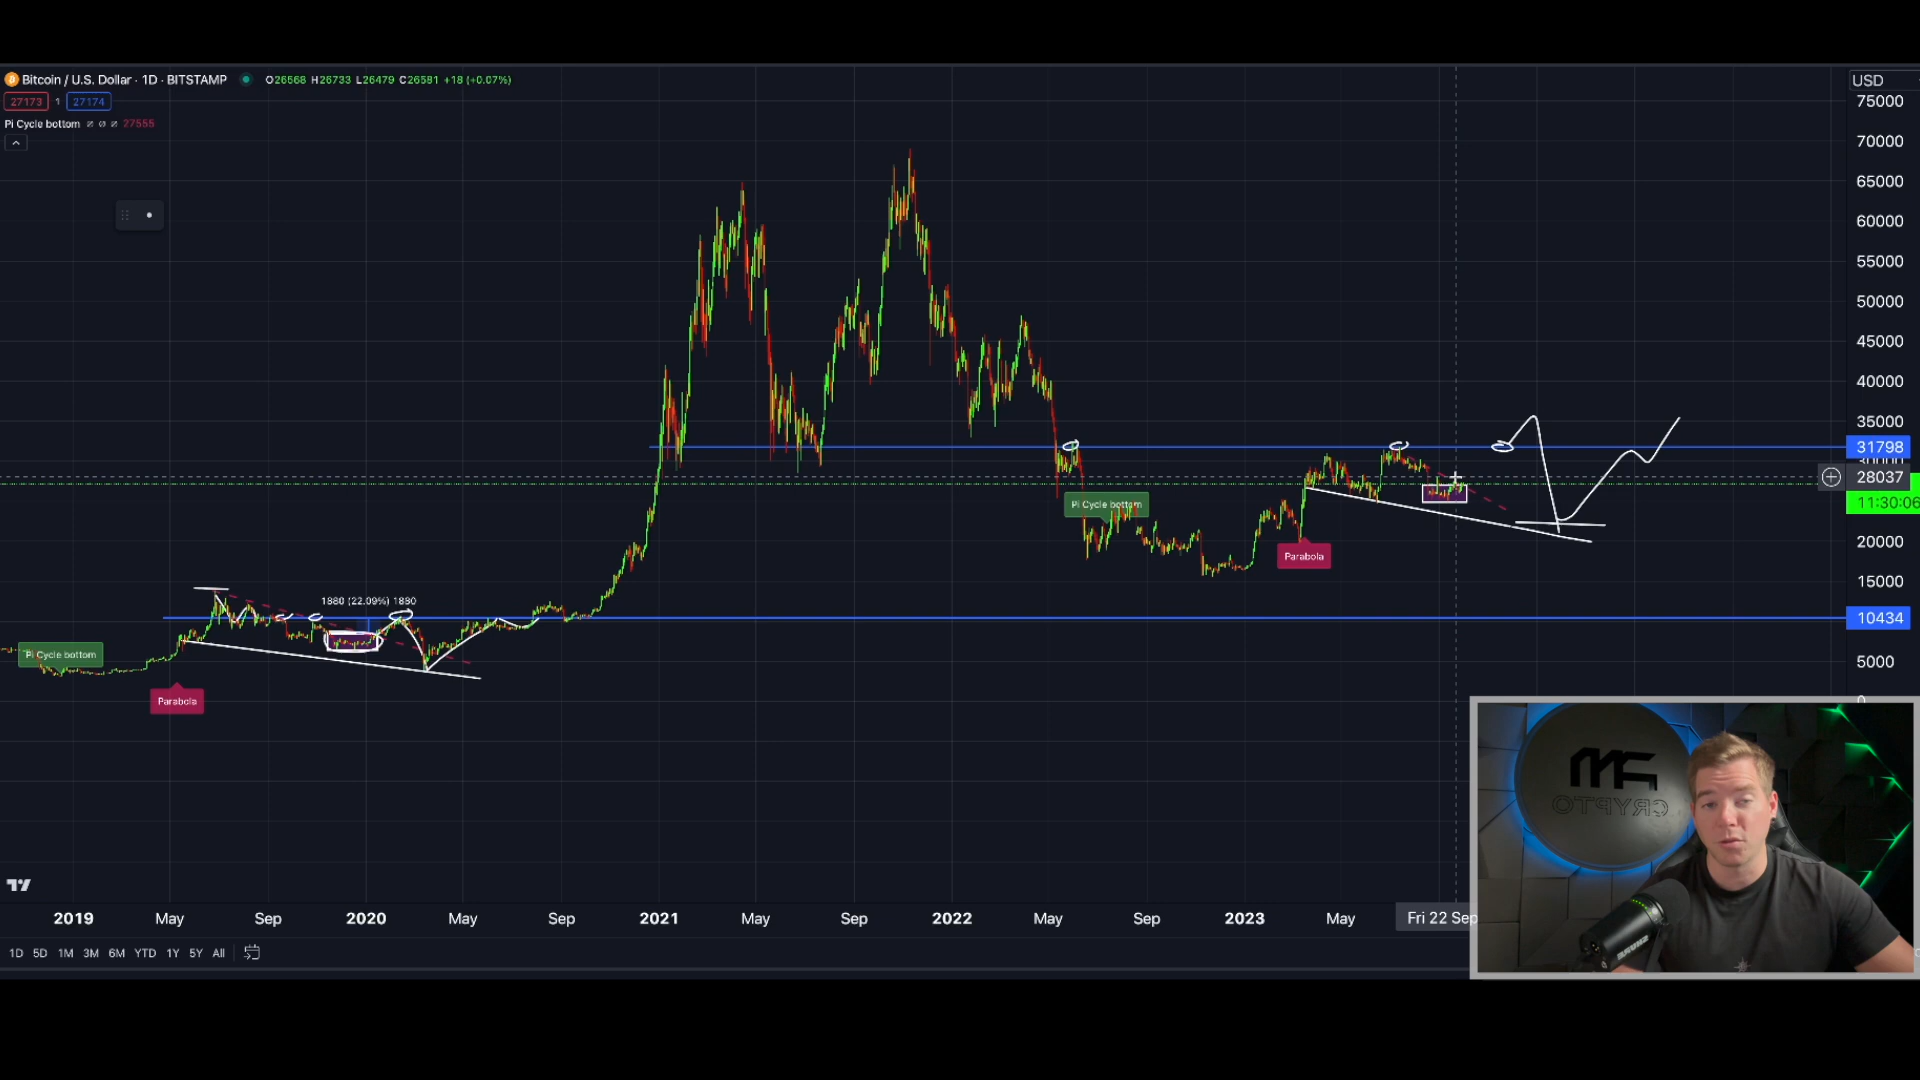 Bitcoin / U.S. Dollar · 1D · BITSTAMP O26568 H26733 L26479 C26581 +18 (+0.07%)
27173 1 27174
Pi Cycle bottom ø ø ø 27555
USD
75000
70000
65000
60000
55000
50000
45000
40000
35000
31798
30000
28037
11:30:06
20000
15000
10434
5000
0
Pi Cycle bottom
Parabola
1880 (22.09%) 1880
Pi Cycle bottom
Parabola
2019 May Sep 2020 May Sep 2021 May Sep 2022 May Sep 2023 May Fri 22 Sep
1D 5D 1M 3M 6M YTD 1Y 5Y All
CRYPTO